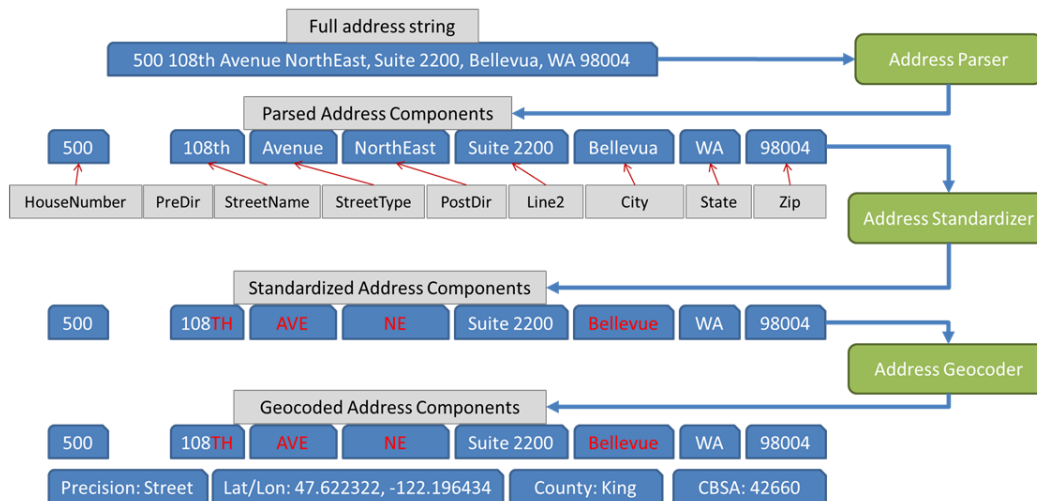 Full address string
500 108th Avenue NorthEast, Suite 2200, Bellevua, WA 98004
Address Parser
Parsed Address Components
500 108th Avenue NorthEast Suite 2200 Bellevua WA 98004
HouseNumber PreDir StreetName StreetType PostDir Line2 City State Zip
Address Standardizer
Standardized Address Components
500 108TH AVE NE Suite 2200 Bellevue WA 98004
Address Geocoder
Geocoded Address Components
500 108TH AVE NE Suite 2200 Bellevue WA 98004
Precision: Street Lat/Lon: 47.622322, -122.196434 County: King CBSA: 42660